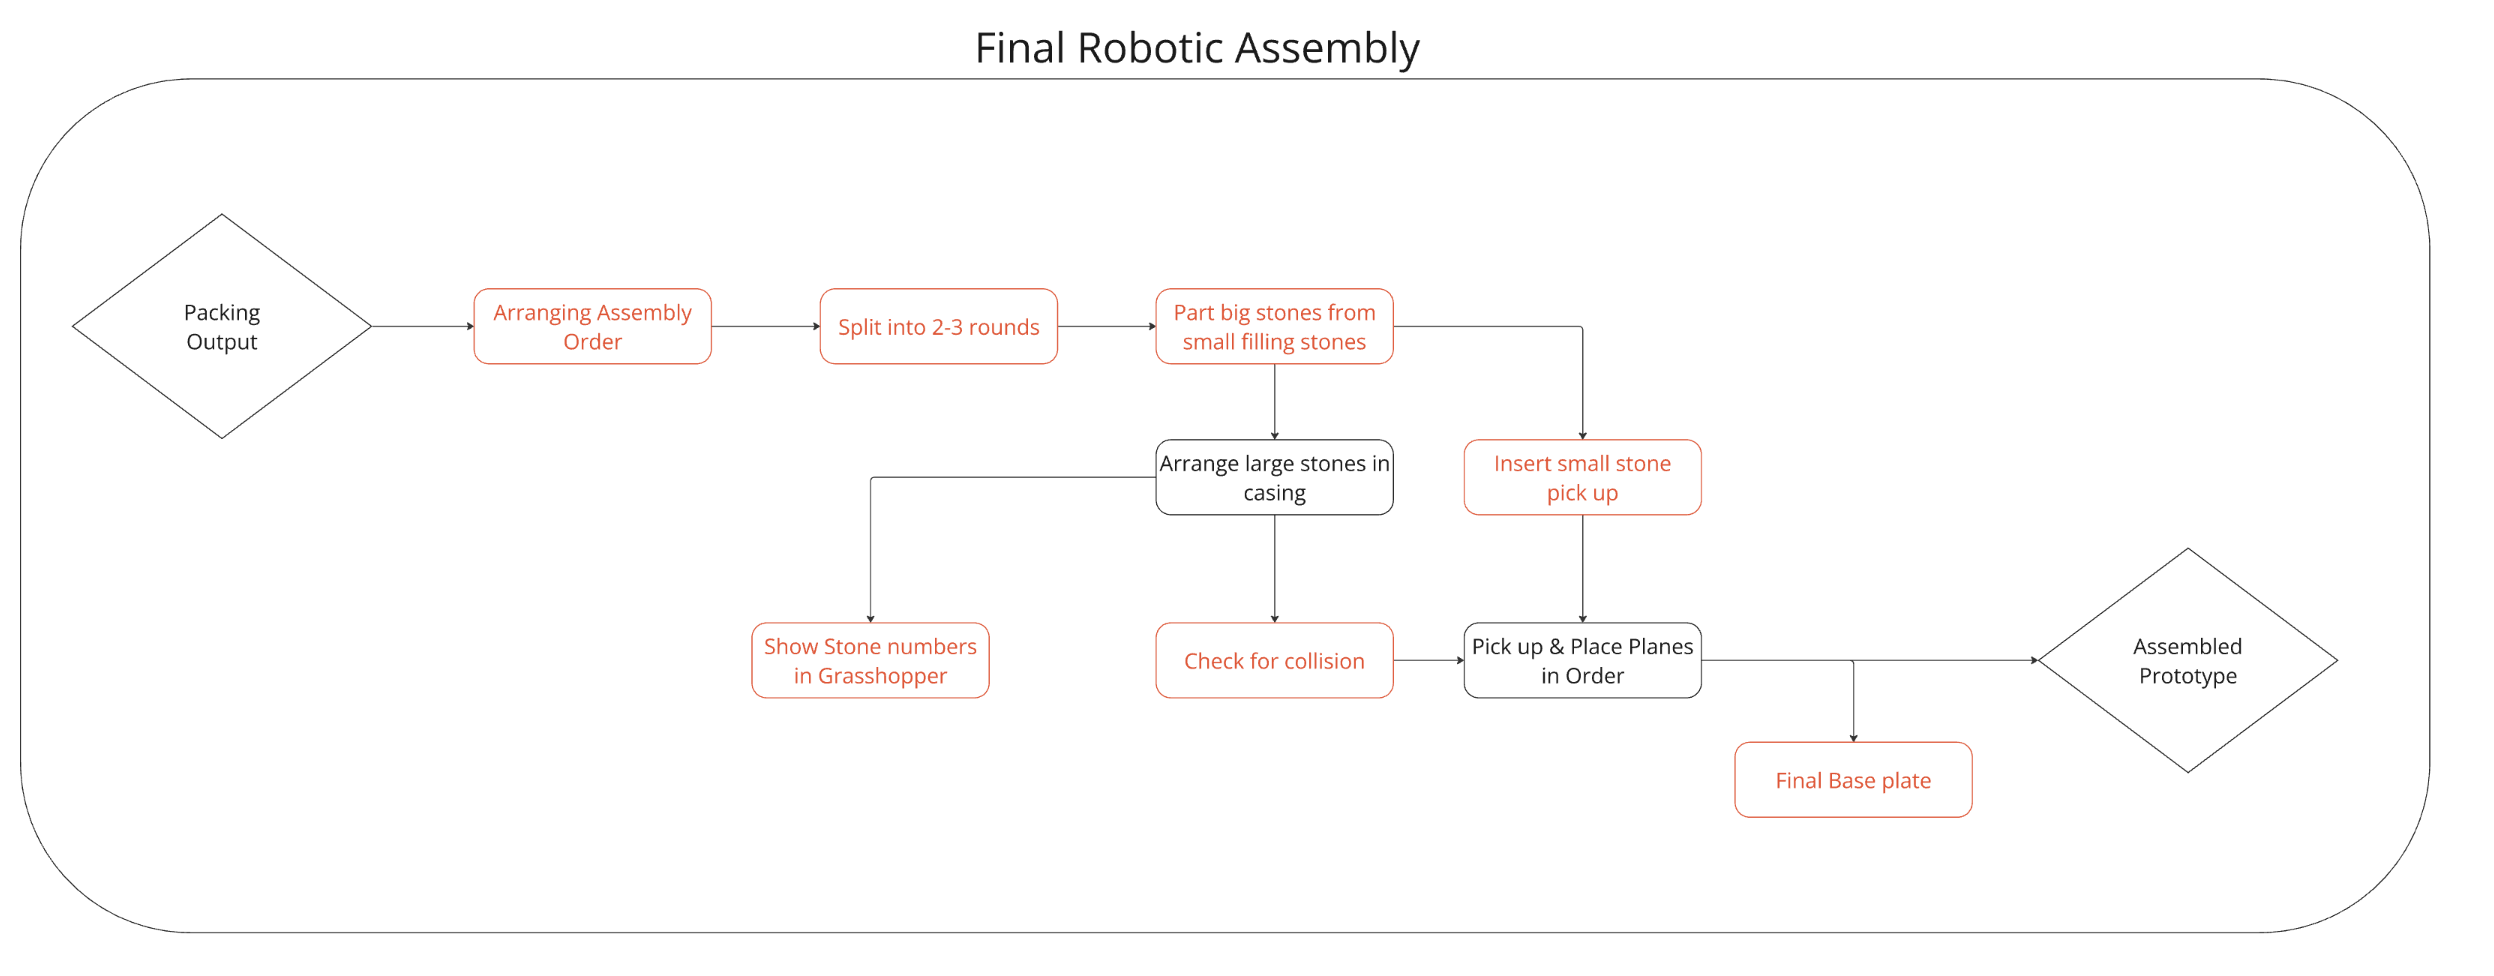 Final Robotic Assembly
Packing
Output
Arranging Assembly
Order
Split into 2-3 rounds
Part big stones from
small filling stones
Arrange large stones in
casing
Insert small stone
pick up
Show Stone numbers
in Grasshopper
Check for collision
Pick up & Place Planes
in Order
Assembled
Prototype
Final Base plate